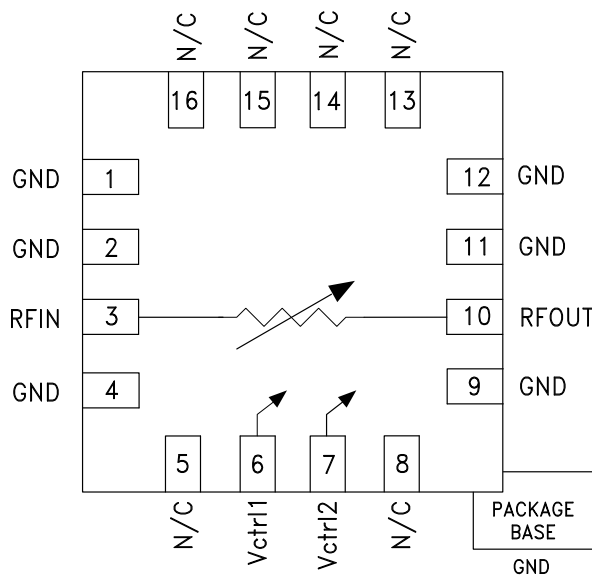 N/C N/C N/C N/C
16 15 14 13
GND 1 12 GND
GND 2 11 GND
RFIN 3 10 RFOUT
GND 4 9 GND
5 6 7 8
N/C Vctrl1 Vctrl2 N/C
PACKAGE
BASE
GND